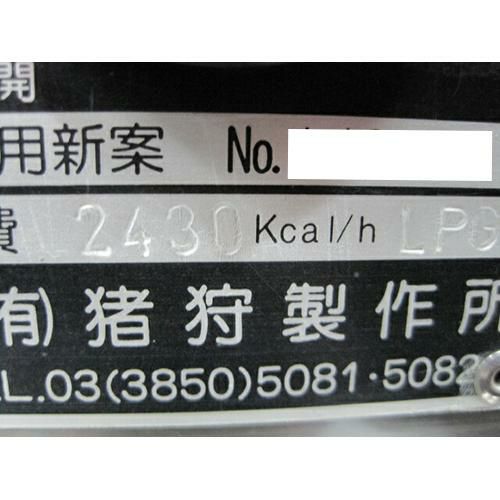 開
用新案 No.
費 2430 Kcal/h LPG
有) 猪狩製作所
EL.03(3850)5081・5082